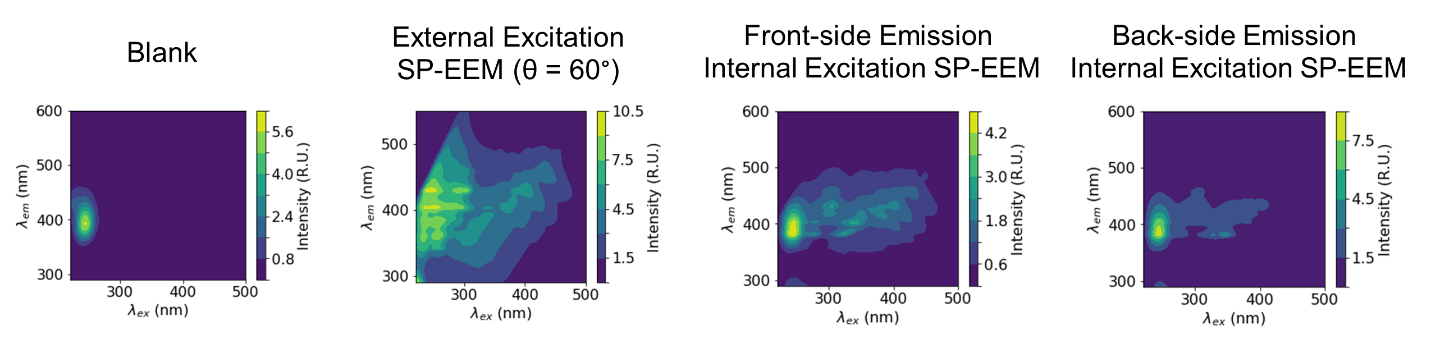 Blank
External Excitation
SP-EEM (θ = 60°)
Front-side Emission
Internal Excitation SP-EEM
Back-side Emission
Internal Excitation SP-EEM
600
500
400
300
λem (nm)
300
400
500
λex (nm)
5.6
4.0
2.4
0.8
Intensity (R.U.)
500
400
300
λem (nm)
300
400
500
λex (nm)
10.5
7.5
4.5
1.5
Intensity (R.U.)
600
500
400
300
λem (nm)
300
400
500
λex (nm)
4.2
3.0
1.8
0.6
Intensity (R.U.)
600
500
400
300
λem (nm)
300
400
500
λex (nm)
7.5
4.5
1.5
Intensity (R.U.)